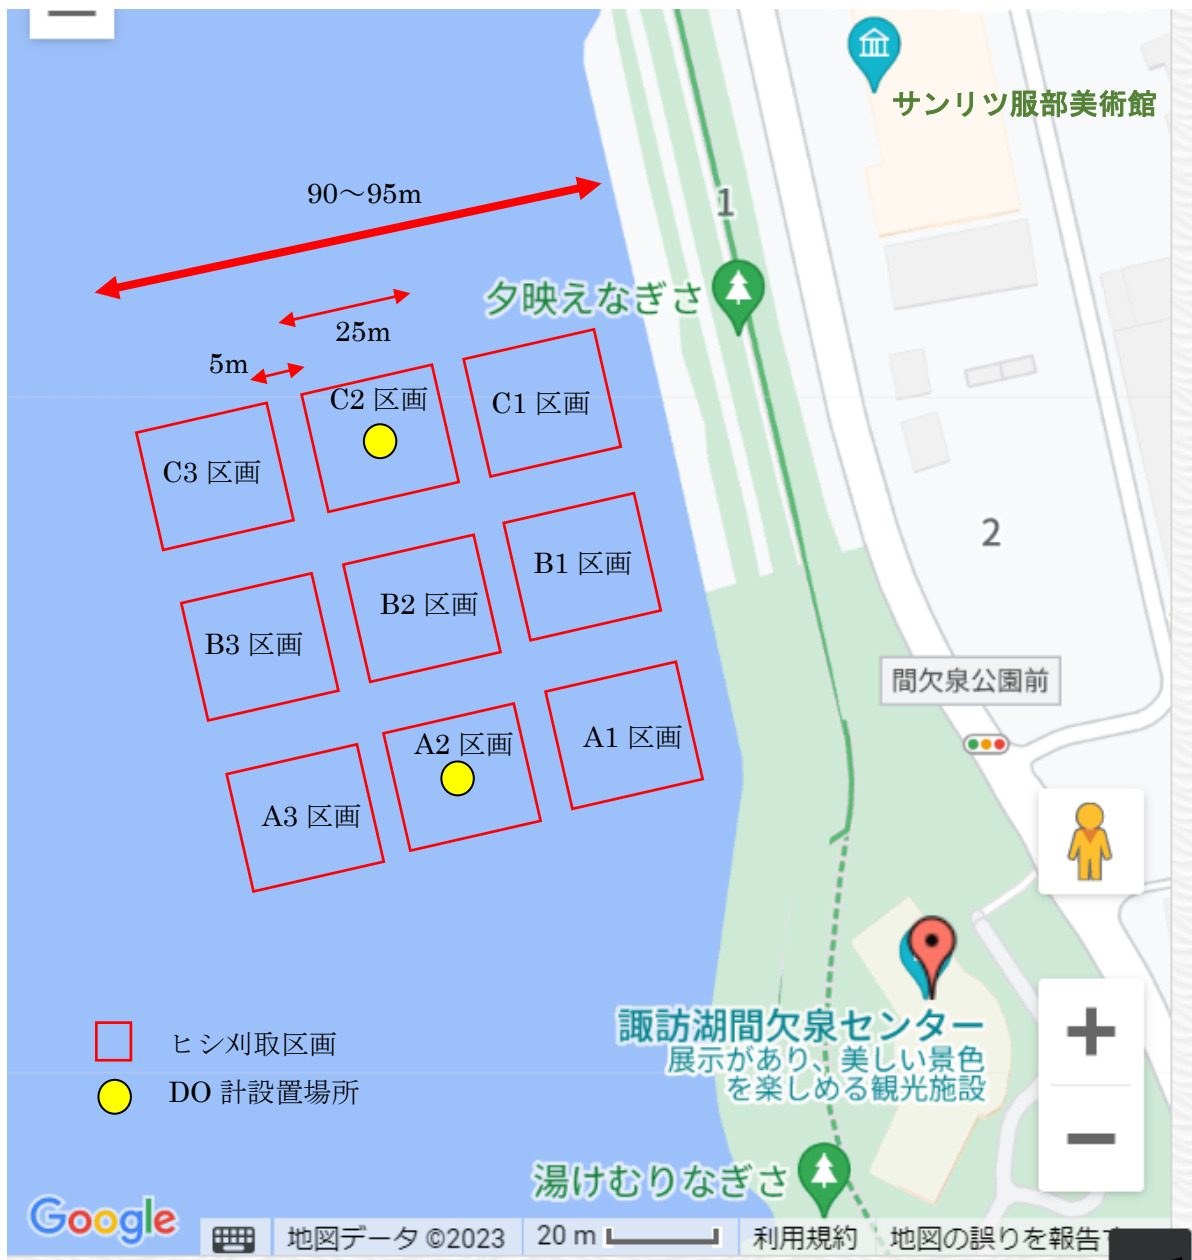 サンリツ服部美術館
90～95m
1
夕映えなぎさ
25m
5m
C2 区画
C1 区画
C3 区画
2
B1 区画
B2 区画
B3 区画
間欠泉公園前
A2 区画
A1 区画
A3 区画
諏訪湖間欠泉センター
展示があり、美しい景色
を楽しめる観光施設
ヒシ刈取区画
DO 計設置場所
湯けむりなぎさ
Google
地図データ ©2023
20 m
利用規約
地図の誤りを報告